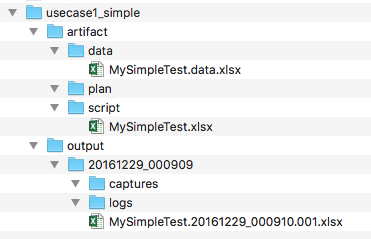 usecase1_simple
artifact
data
MySimpleTest.data.xlsx
plan
script
MySimpleTest.xlsx
output
20161229_000909
captures
logs
MySimpleTest.20161229_000910.001.xlsx